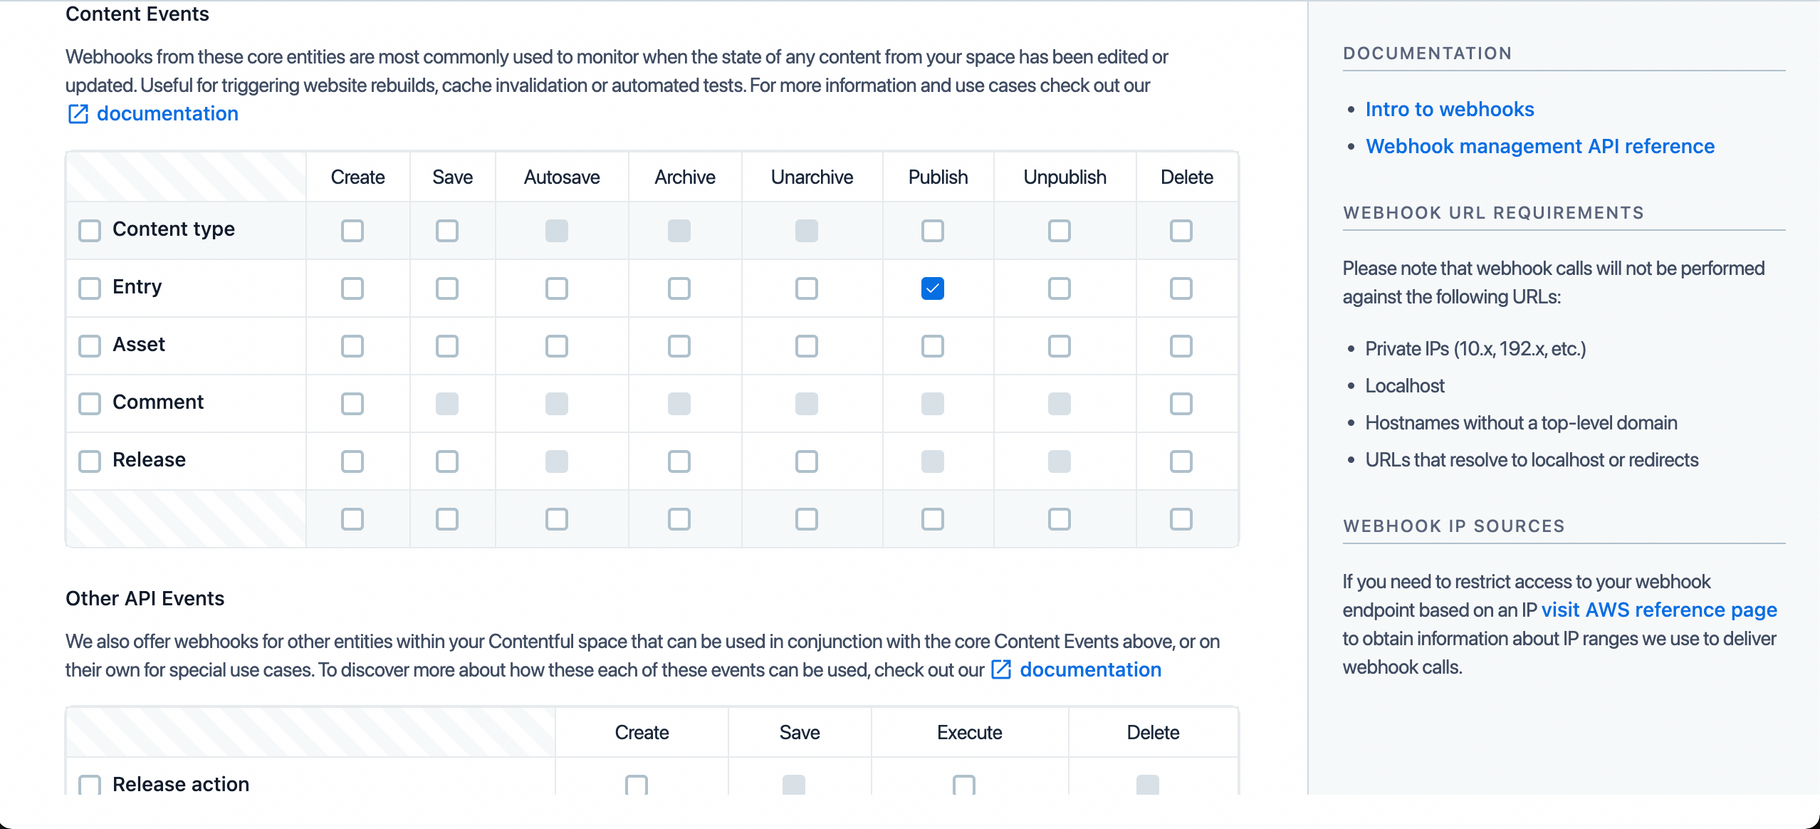 Content Events
Webhooks from these core entities are most commonly used to monitor when the state of any content from your space has been edited or
updated. Useful for triggering website rebuilds, cache invalidation or automated tests. For more information and use cases check out our
documentation
Create Save Autosave Archive Unarchive Publish Unpublish Delete
Content type
Entry
Asset
Comment
Release
Other API Events
We also offer webhooks for other entities within your Contentful space that can be used in conjunction with the core Content Events above, or on
their own for special use cases. To discover more about how these each of these events can be used, check out our documentation
Create Save Execute Delete
Release action
DOCUMENTATION
• Intro to webhooks
• Webhook management API reference
WEBHOOK URL REQUIREMENTS
Please note that webhook calls will not be performed
against the following URLs:
• Private IPs (10.x, 192.x, etc.)
• Localhost
• Hostnames without a top-level domain
• URLs that resolve to localhost or redirects
WEBHOOK IP SOURCES
If you need to restrict access to your webhook
endpoint based on an IP visit AWS reference page
to obtain information about IP ranges we use to deliver
webhook calls.